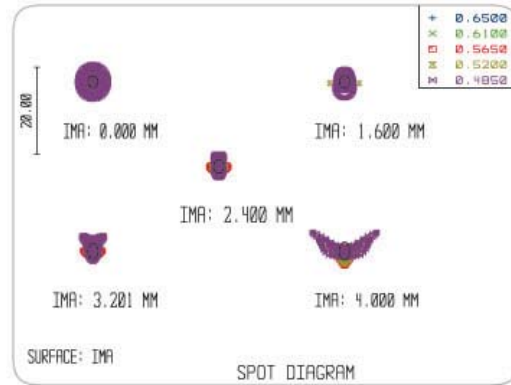 + 0.6500
× 0.6100
0.5650
0.5200
0.4850
20.00
IMA: 0.000 MM
IMA: 1.600 MM
IMA: 2.400 MM
IMA: 3.201 MM
IMA: 4.000 MM
SURFACE: IMA
SPOT DIAGRAM